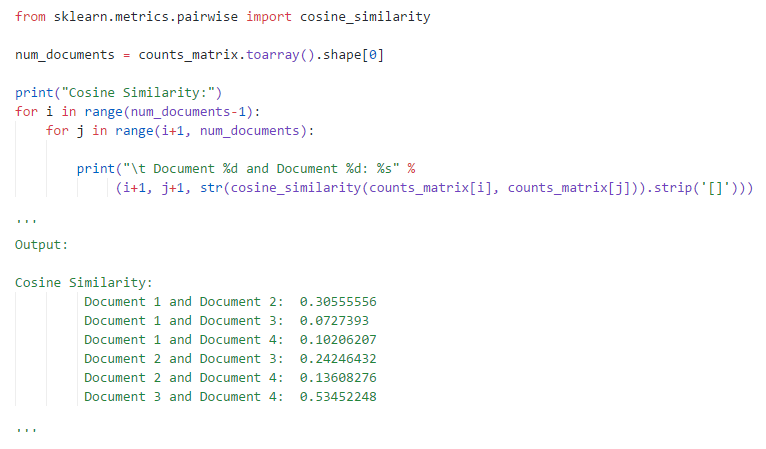 from sklearn.metrics.pairwise import cosine_similarity

num_documents = counts_matrix.toarray().shape[0]

print("Cosine Similarity:")
for i in range(num_documents-1):
    for j in range(i+1, num_documents):

        print("\t Document %d and Document %d: %s" %
             (i+1, j+1, str(cosine_similarity(counts_matrix[i], counts_matrix[j])).strip('[]')))

'''
Output:

Cosine Similarity:
         Document 1 and Document 2:  0.30555556
         Document 1 and Document 3:  0.0727393
         Document 1 and Document 4:  0.10206207
         Document 2 and Document 3:  0.24246432
         Document 2 and Document 4:  0.13608276
         Document 3 and Document 4:  0.53452248

'''